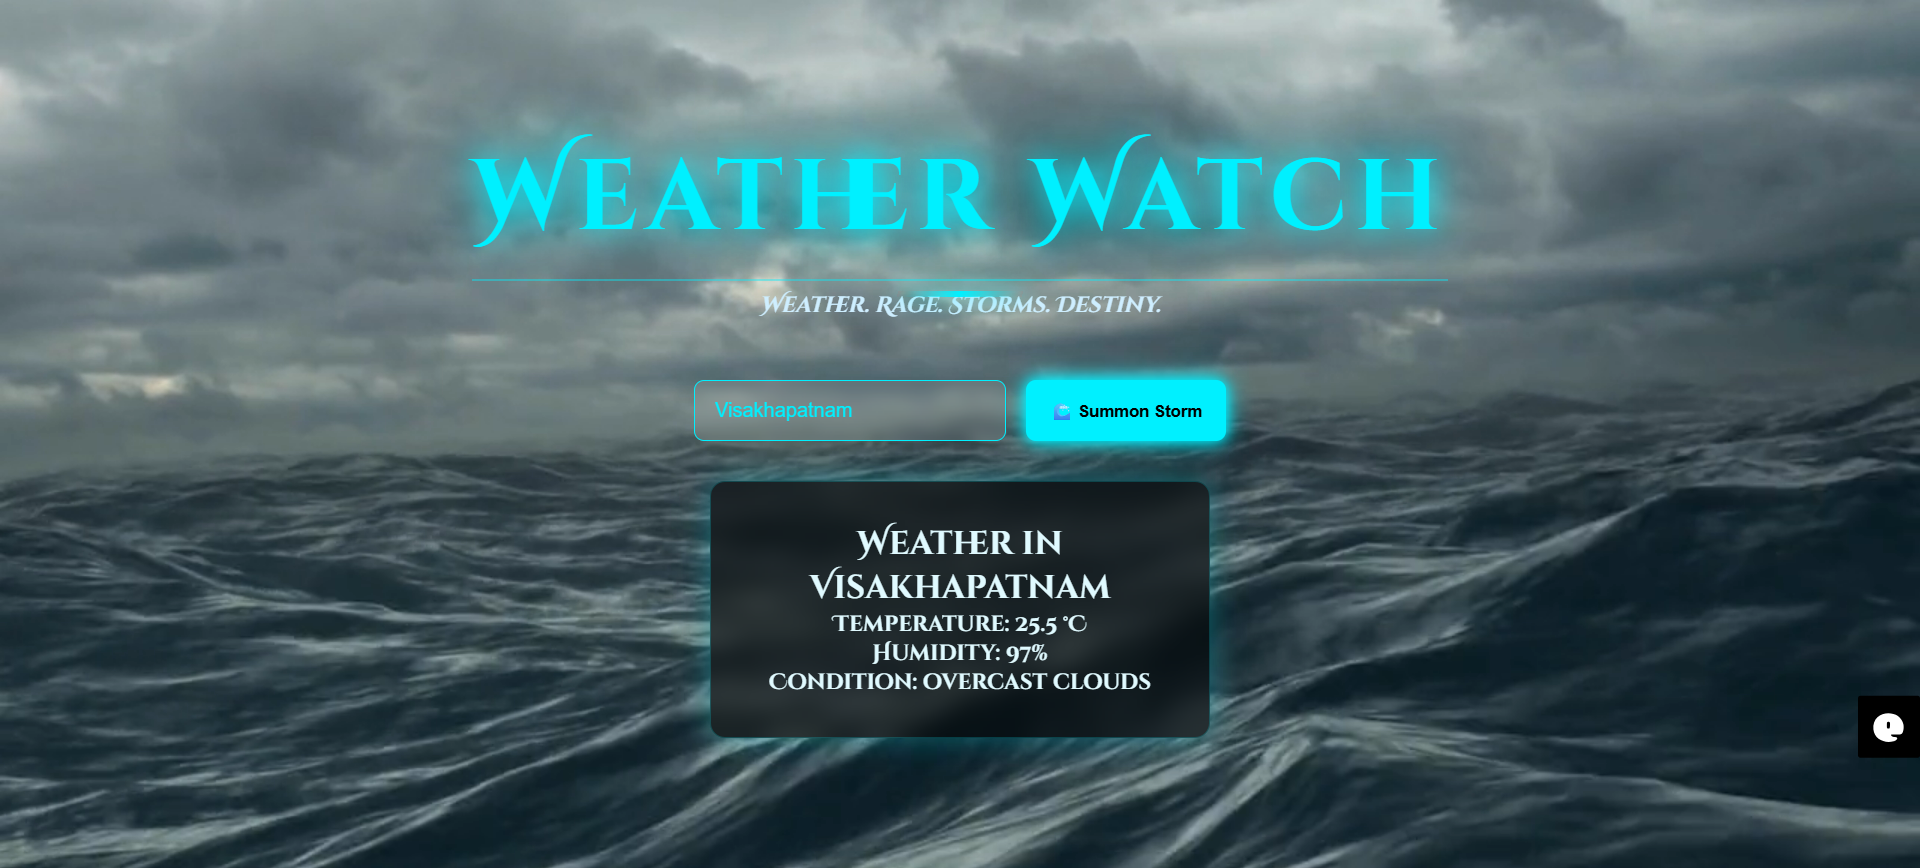 Weather Watch
Weather. Rage. Storms. Destiny.
Visakhapatnam
Summon Storm
Weather in
Visakhapatnam
Temperature: 25.5 °C
Humidity: 97%
Condition: overcast clouds